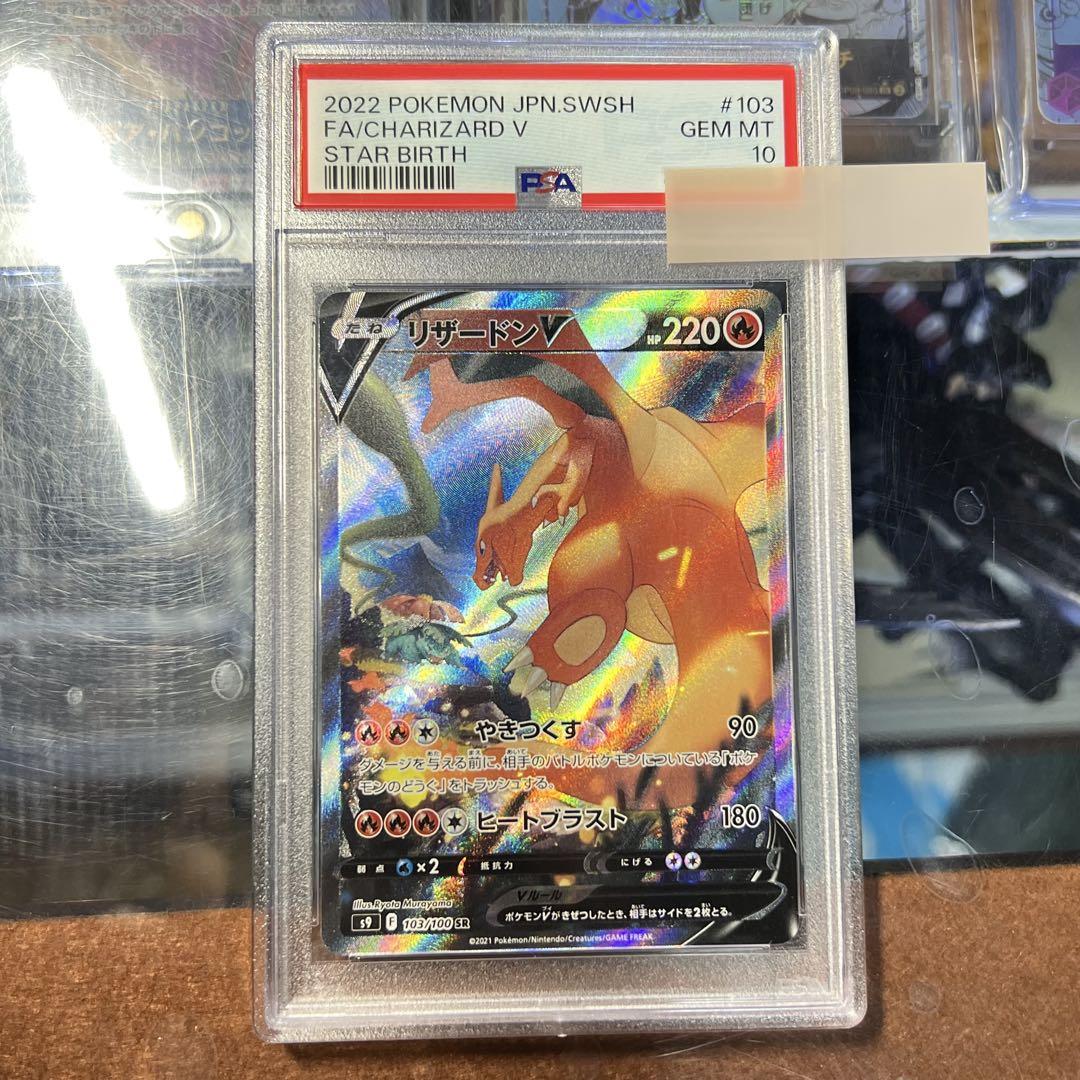 2022 POKEMON JPN.SWSH #103
FA/CHARIZARD V GEM MT
STAR BIRTH 10
PSA
たね リザードンV HP 220
やきつくす 90
ダメージを与える前に、相手のバトルポケモンについている「ポケ
モンのどうぐ」をトラッシュする。
ヒートブラスト 180
弱点 ×2 抵抗力 にげる
Vルール
ポケモンVがきぜつしたとき、相手はサイドを2枚とる。
Illus. Ryota Murayama
s9 F 103/100 SR
©2021 Pokémon/Nintendo/Creatures/GAME FREAK